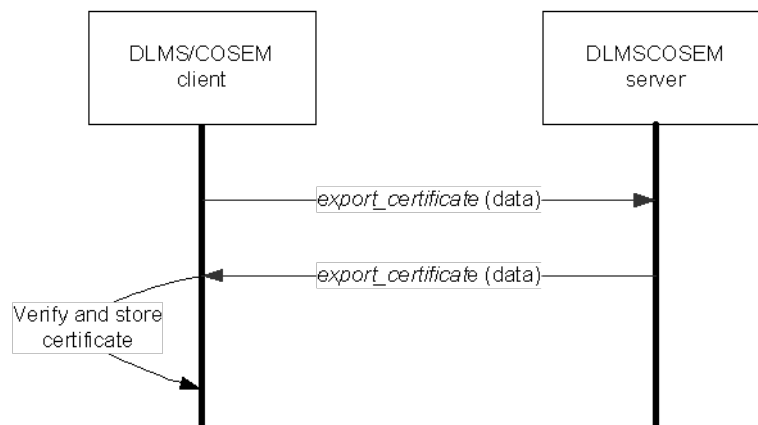 DLMS/COSEM
client
DLMSCOSEM
server
export_certificate (data)
export_certificate (data)
Verify and store
certificate